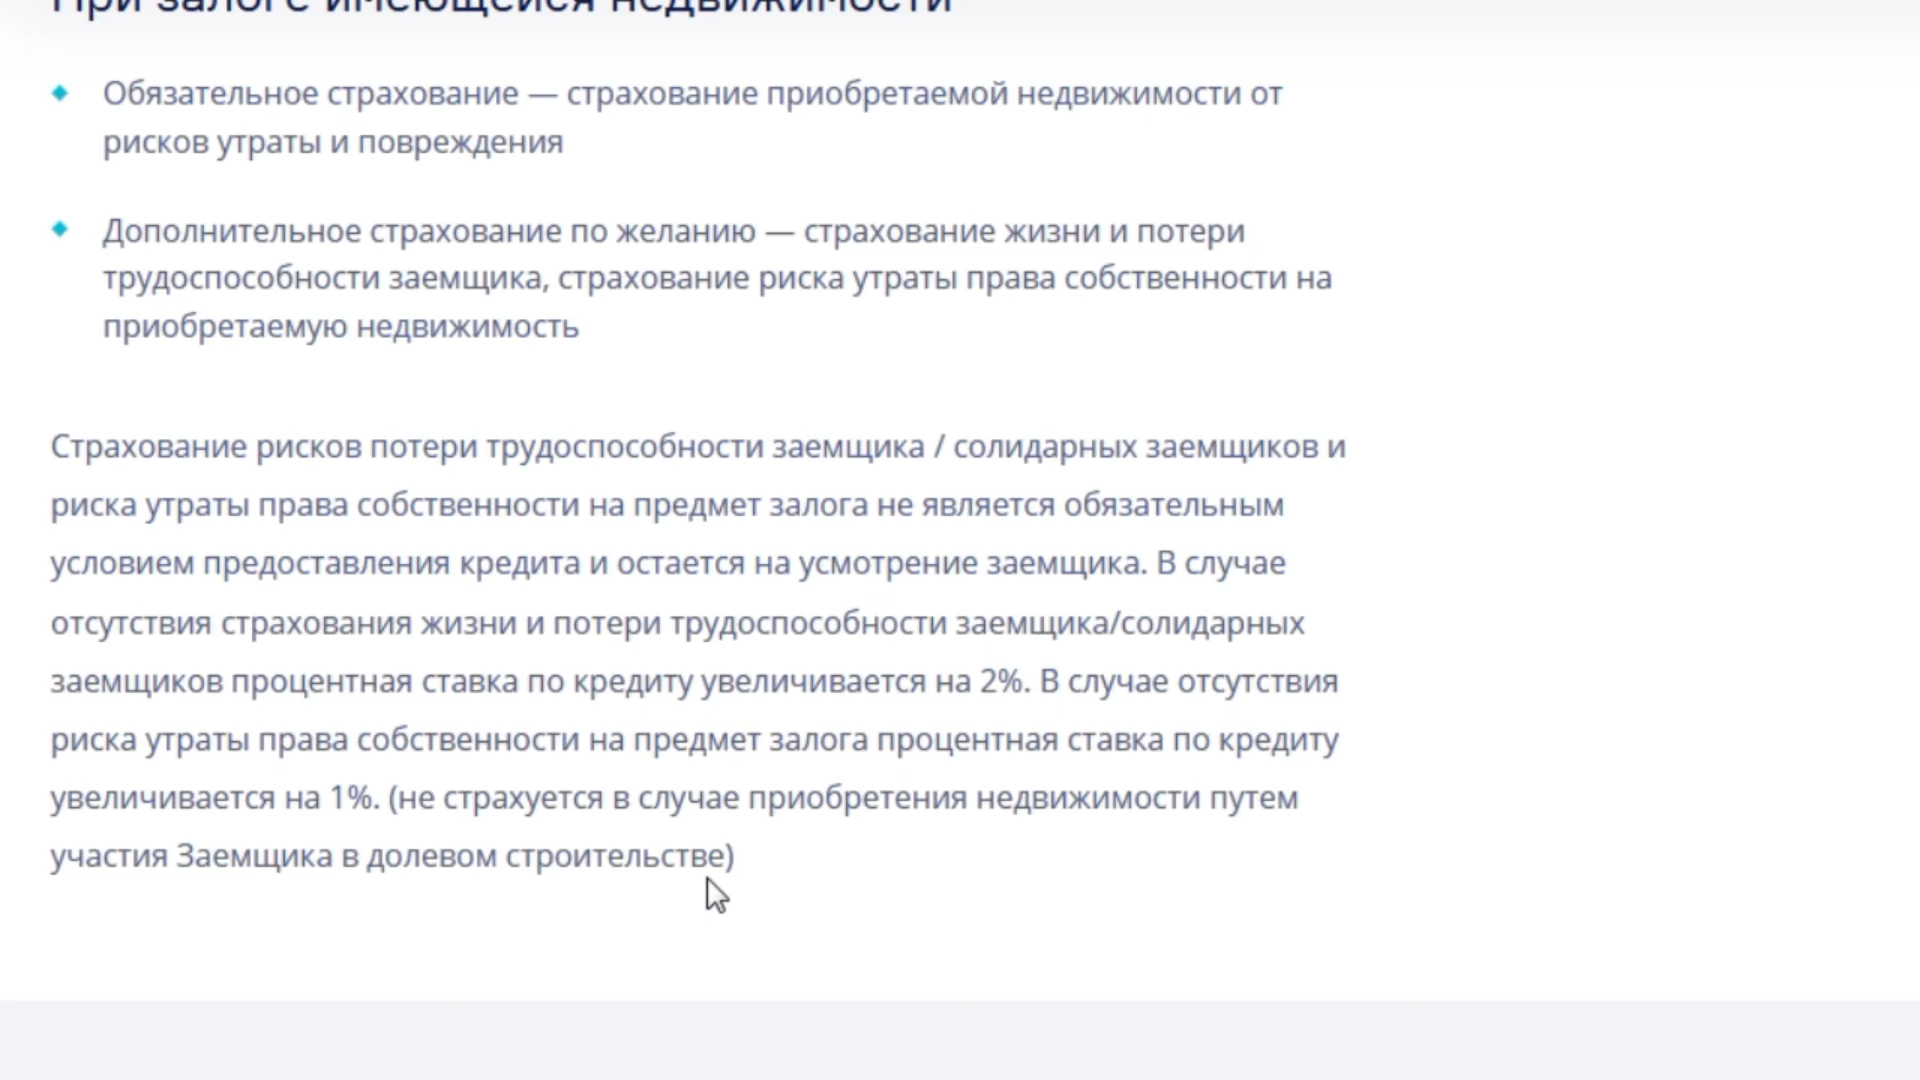 При залоге имеющейся недвижимости
Обязательное страхование — страхование приобретаемой недвижимости от
рисков утраты и повреждения
Дополнительное страхование по желанию — страхование жизни и потери
трудоспособности заемщика, страхование риска утраты права собственности на
приобретаемую недвижимость
Страхование рисков потери трудоспособности заемщика / солидарных заемщиков и
риска утраты права собственности на предмет залога не является обязательным
условием предоставления кредита и остается на усмотрение заемщика. В случае
отсутствия страхования жизни и потери трудоспособности заемщика/солидарных
заемщиков процентная ставка по кредиту увеличивается на 2%. В случае отсутствия
риска утраты права собственности на предмет залога процентная ставка по кредиту
увеличивается на 1%. (не страхуется в случае приобретения недвижимости путем
участия Заемщика в долевом строительстве)